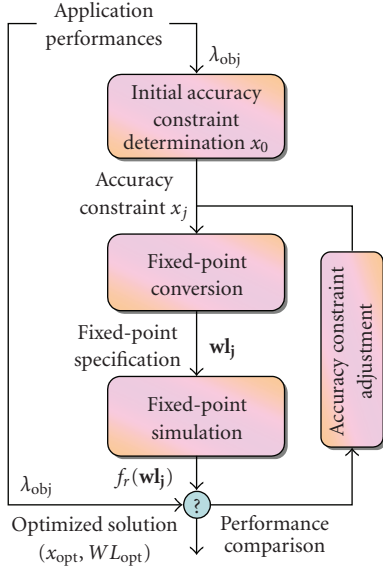 Application
performances
λobj
Initial accuracy
constraint
determination x0
Accuracy
constraint xj
Fixed-point
conversion
Fixed-point
specification
wlj
Accuracy constraint
adjustment
Fixed-point
simulation
fr(wlj)
λobj
?
Optimized solution
(xopt, WLopt)
Performance
comparison